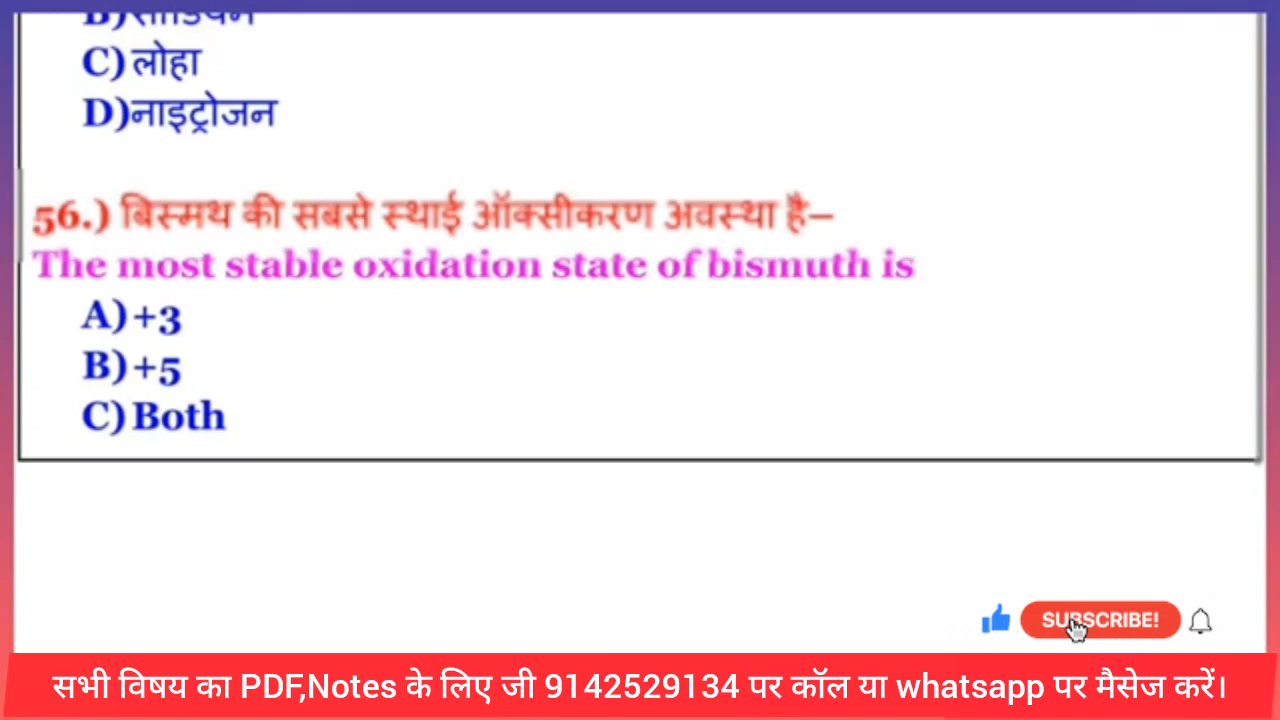 B)सोडियम
C) लोहा
D)नाइट्रोजन
56.) बिस्मथ की सबसे स्थाई ऑक्सीकरण अवस्था है–
The most stable oxidation state of bismuth is
A) +3
B) +5
C) Both
SUBSCRIBE!
सभी विषय का PDF,Notes के लिए जी 9142529134 पर कॉल या whatsapp पर मैसेज करें।